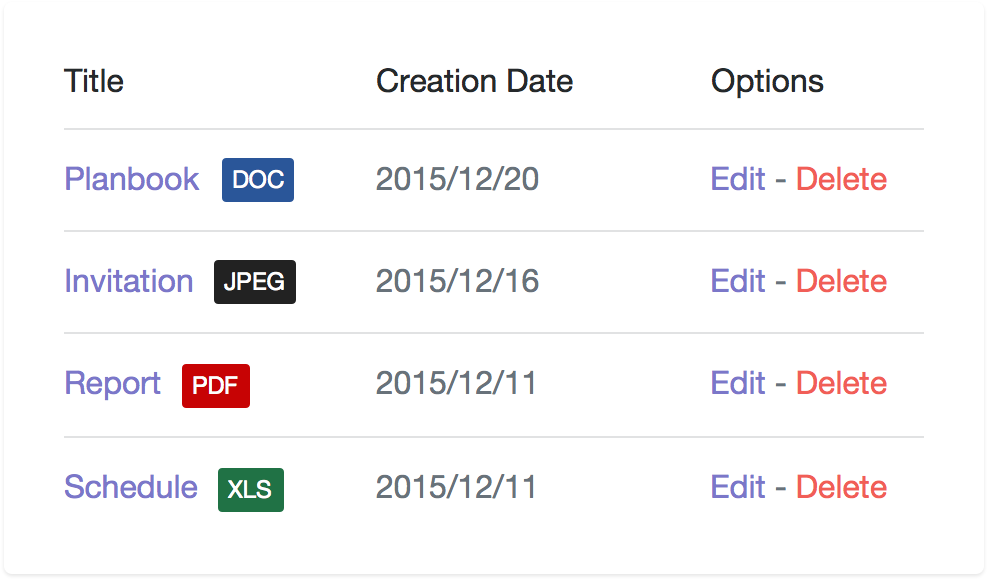 Title Creation Date Options
Planbook DOC 2015/12/20 Edit - Delete
Invitation JPEG 2015/12/16 Edit - Delete
Report PDF 2015/12/11 Edit - Delete
Schedule XLS 2015/12/11 Edit - Delete